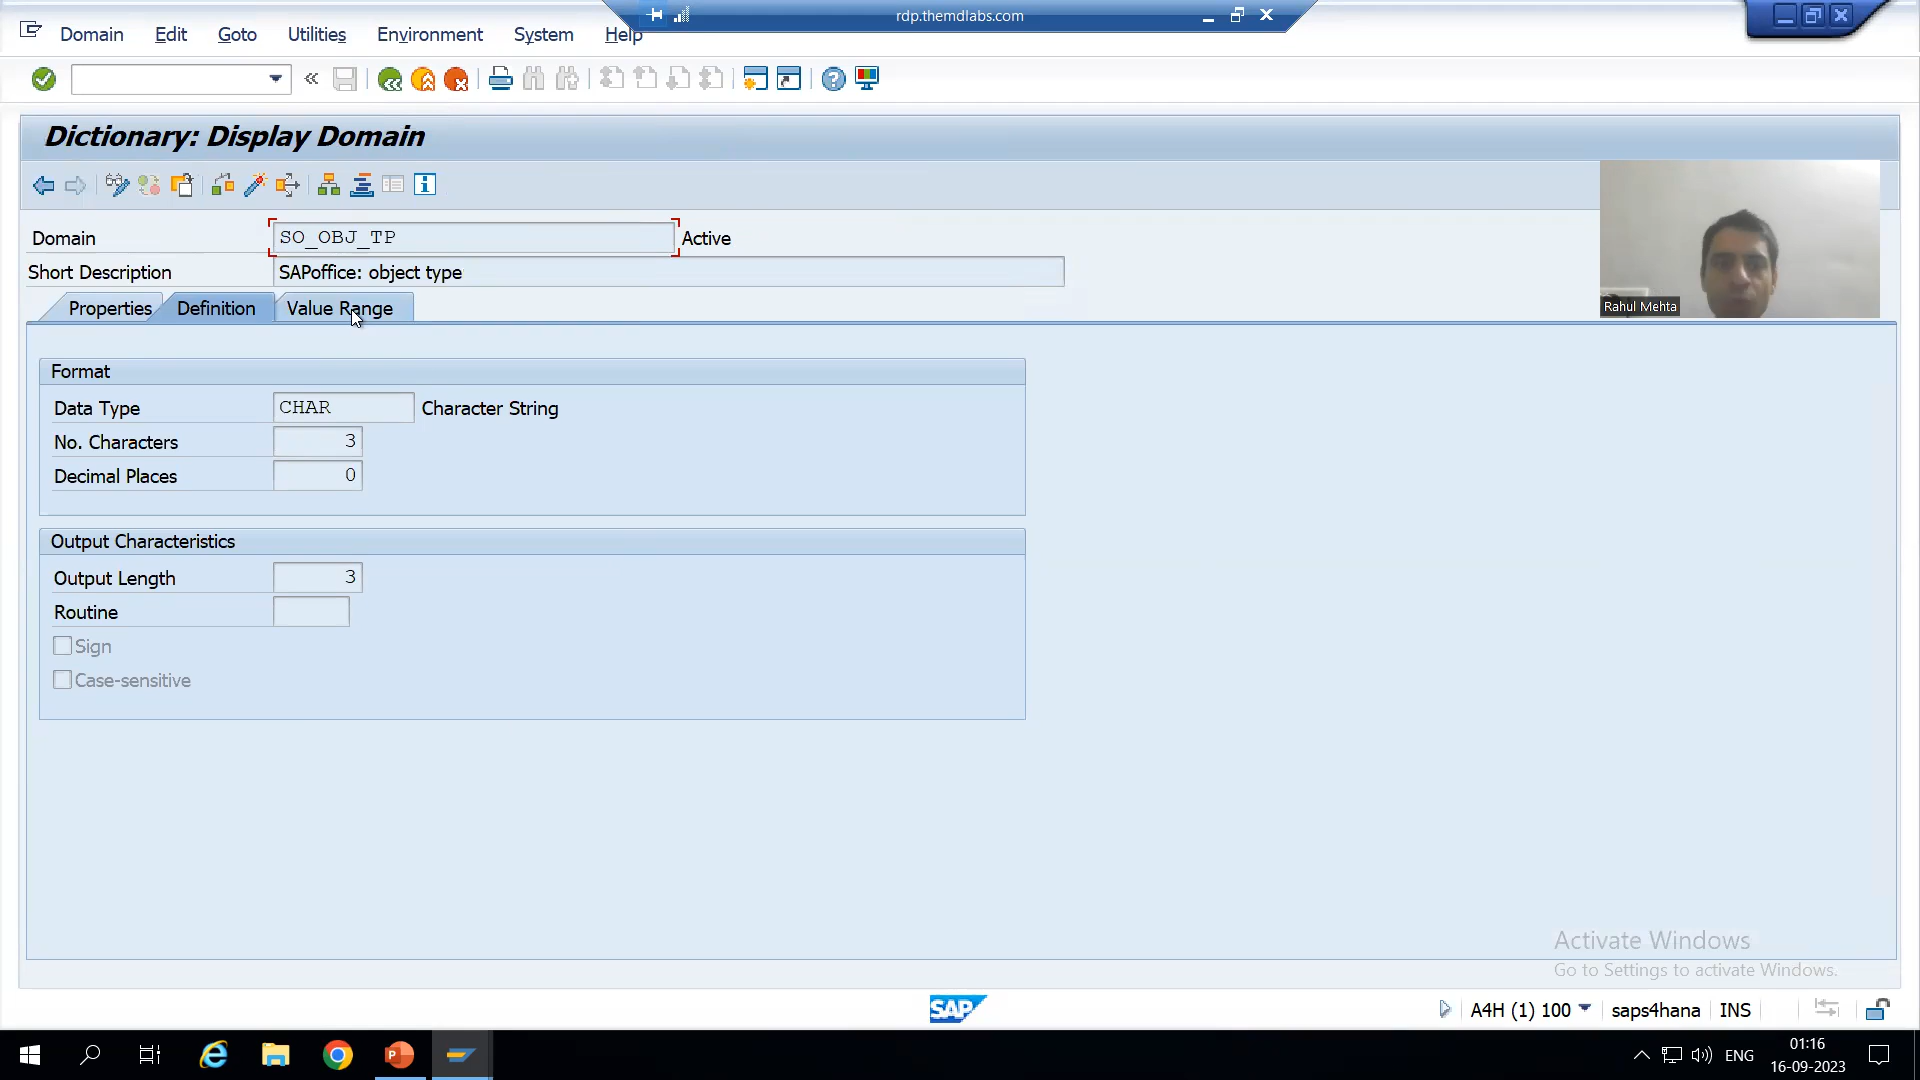 rdp.themdlabs.com
Domain Edit Goto Utilities Environment System Help
Dictionary: Display Domain
Domain SO_OBJ_TP Active
Short Description SAPoffice: object type
Properties Definition Value Range
Rahul Mehta
Format
Data Type CHAR Character String
No. Characters 3
Decimal Places 0
Output Characteristics
Output Length 3
Routine
Sign
Case-sensitive
Activate Windows
Go to Settings to activate Windows.
SAP A4H (1) 100 saps4hana INS
ENG 01:16
16-09-2023